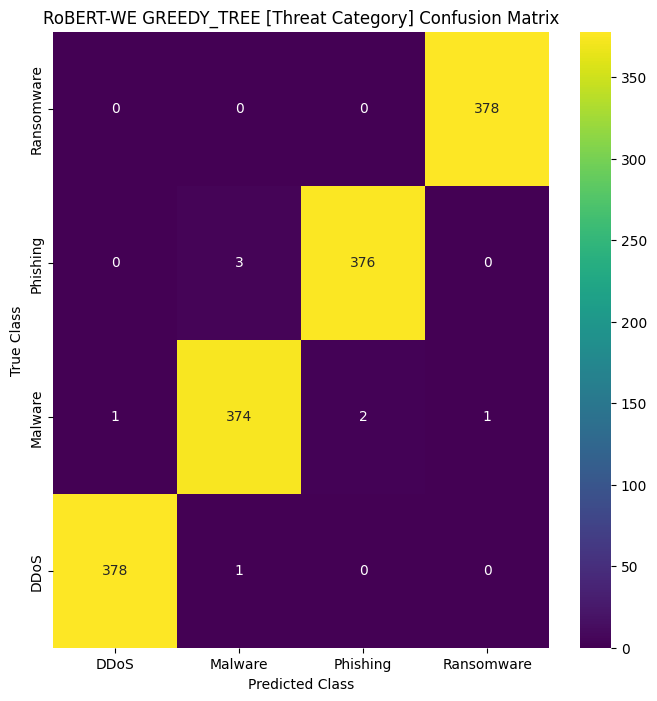 RoBERT-WE GREEDY_TREE [Threat Category] Confusion Matrix
Ransomware
0 0 0 378
Phishing
0 3 376 0
Malware
1 374 2 1
DDoS
378 1 0 0
True Class
DDoS Malware Phishing Ransomware
Predicted Class
350
300
250
200
150
100
50
0